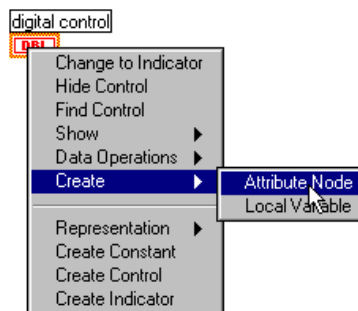 digital control
DBL
Change to Indicator
Hide Control
Find Control
Show
Data Operations
Create
Attribute Node
Local Variable
Representation
Create Constant
Create Control
Create Indicator